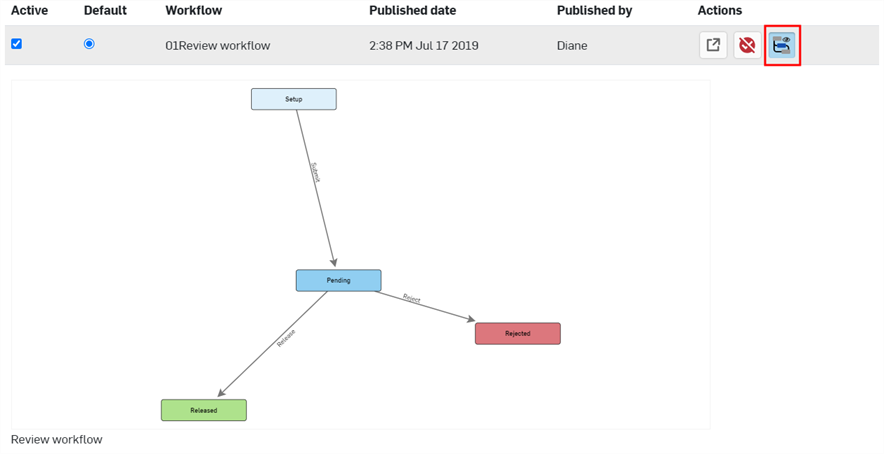 Active Default Workflow Published date Published by Actions
01Review workflow 2:38 PM Jul 17 2019 Diane
Setup
Submit
Pending
Reject
Release
Rejected
Released
Review workflow